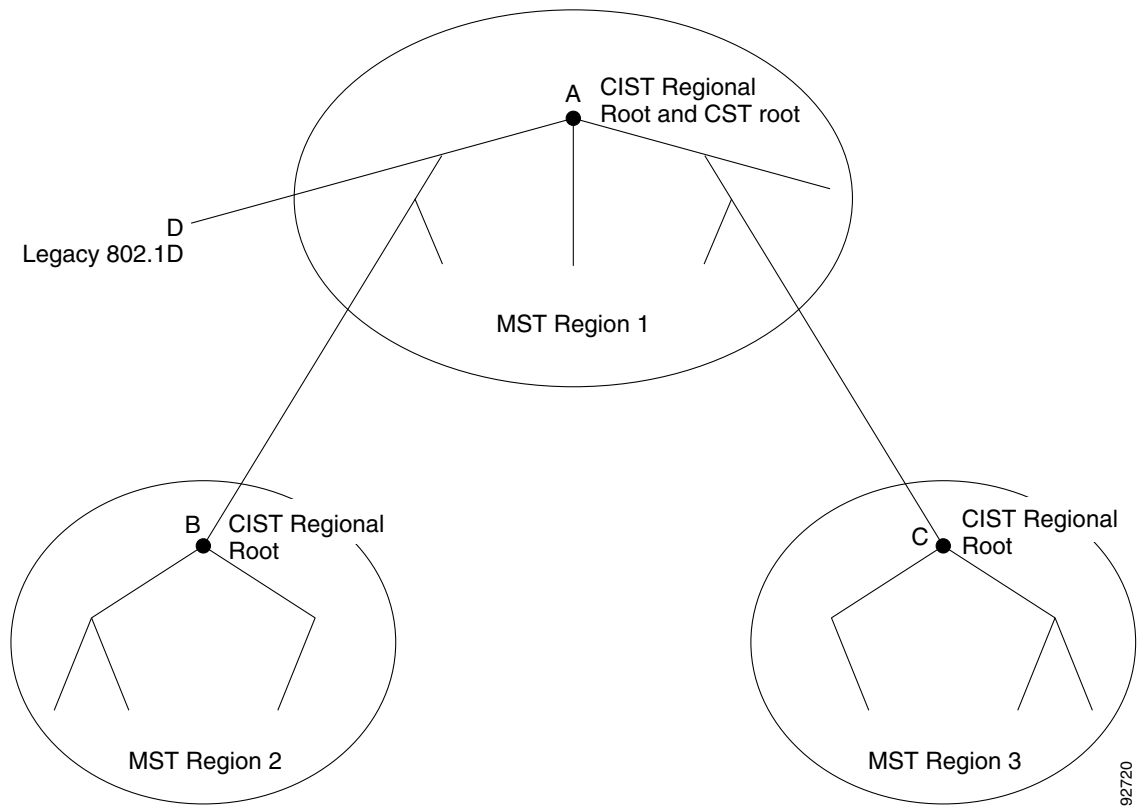 A
CIST Regional
Root and CST root
D
Legacy 802.1D
MST Region 1
B
CIST Regional
Root
C
CIST Regional
Root
MST Region 2
MST Region 3
92720